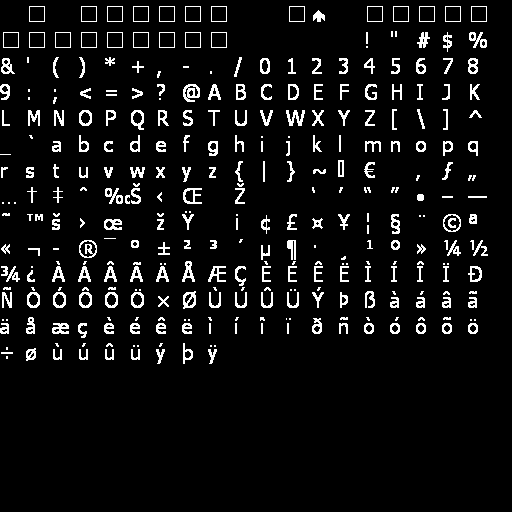 □ □ □ □ □ □ □ □ 🡅 □ □ □ □ □
□ □ □ □ □ □ □ □ □ ! " # $ %
& ' ( ) * + , - . / 0 1 2 3 4 5 6 7 8
9 : ; < = > ? @ A B C D E F G H I J K
L M N O P Q R S T U V W X Y Z [ \ ] ^
_ ` a b c d e f g h i j k l m n o p q
r s t u v w x y z { | } ~ ▯ € ‚ ƒ „
… † ‡ ˆ ‰ Š ‹ Œ Ž ‘ ’ “ ” • – —
˜ ™ š › œ ž Ÿ ¡ ¢ £ ¤ ¥ ¦ § ¨ © ª
« ¬ - ® ¯ ° ± ² ³ ´ µ ¶ · ¸ ¹ º » ¼ ½
¾ ¿ À Á Â Ã Ä Å Æ Ç È É Ê Ë Ì Í Î Ï Ð
Ñ Ò Ó Ô Õ Ö × Ø Ù Ú Û Ü Ý Þ ß à á â ã
ä å æ ç è é ê ë ì í î ï ð ñ ò ó ô õ ö
÷ ø ù ú û ü ý þ ÿ